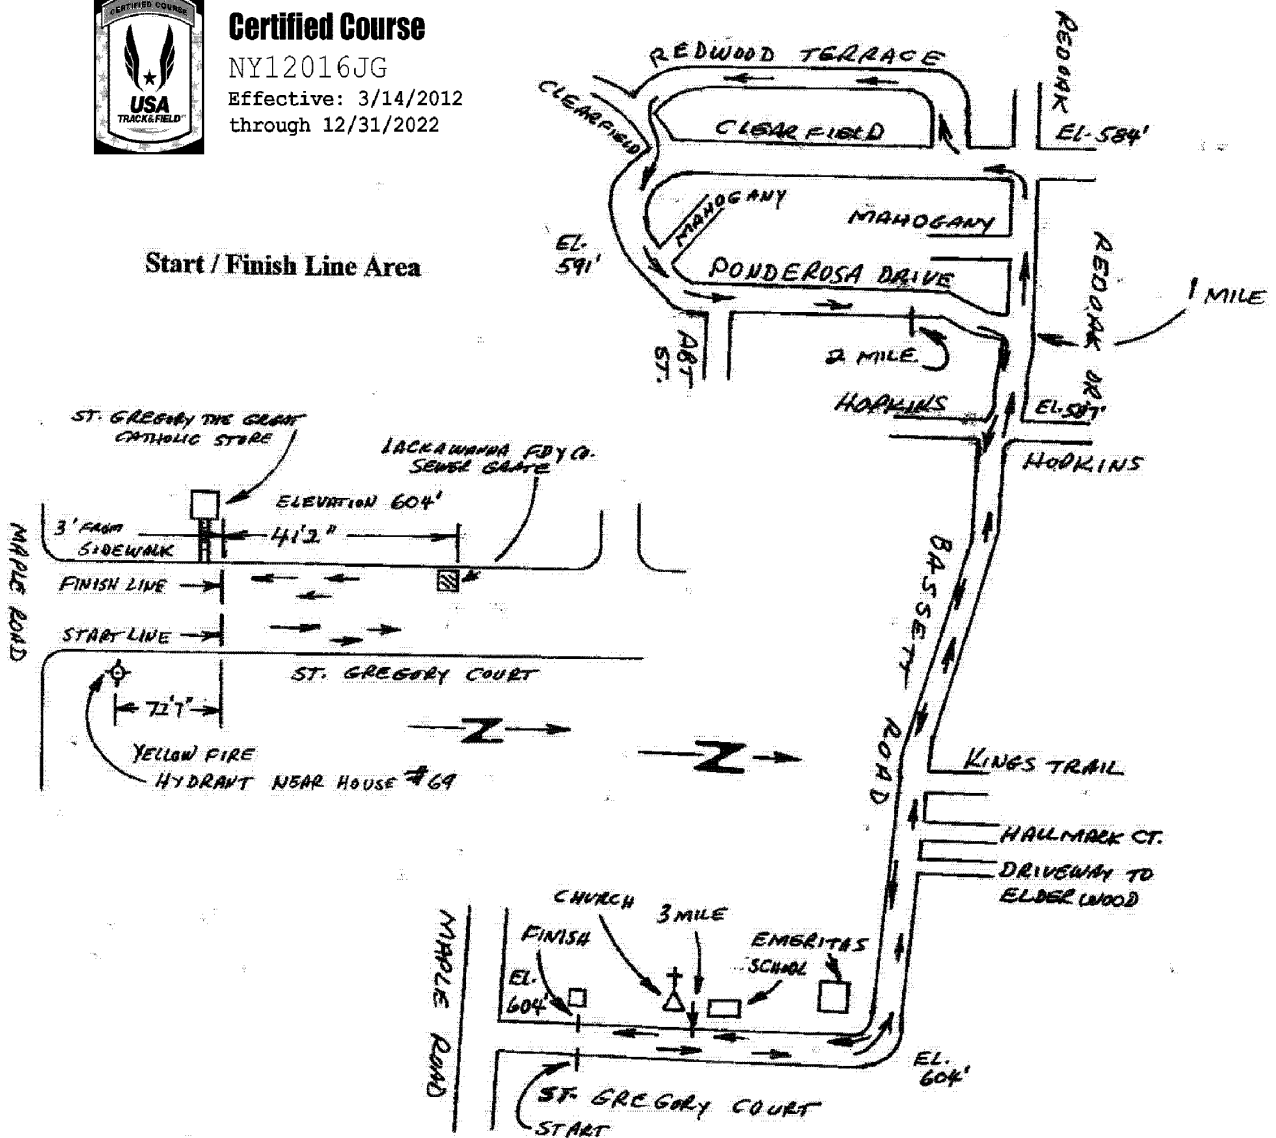 CERTIFIED COURSE
USA
TRACK & FIELD
Certified Course
NY12016JG
Effective: 3/14/2012
through 12/31/2022
REDWOOD TERRACE
REDOAK
CLEARFIELD
CLEARFIELD
EL-584'
MAHOGANY
MAHOGANY
EL.
591'
PONDEROSA DRIVE
REDOAK DR
1 MILE
Start / Finish Line Area
ABT
ST.
2 MILE
HOPKINS
EL-587'
HOPKINS
ST. GREGORY THE GREAT
CATHOLIC STORE
LACKAWANNA FDY CO.
SEWER GRATE
ELEVATION 604'
3' FROM
SIDEWALK
41'2"
MAPLE ROAD
FINISH LINE
START LINE
ST. GREGORY COURT
72'7"
YELLOW FIRE
HYDRANT NEAR HOUSE #69
N
N
BASSETT ROAD
KINGS TRAIL
HALLMARK CT.
DRIVEWAY TO
ELDERWOOD
CHURCH
3 MILE
FINISH
EMERITAS
SCHOOL
EL.
604'
MAPLE ROAD
EL.
604'
ST. GREGORY COURT
START